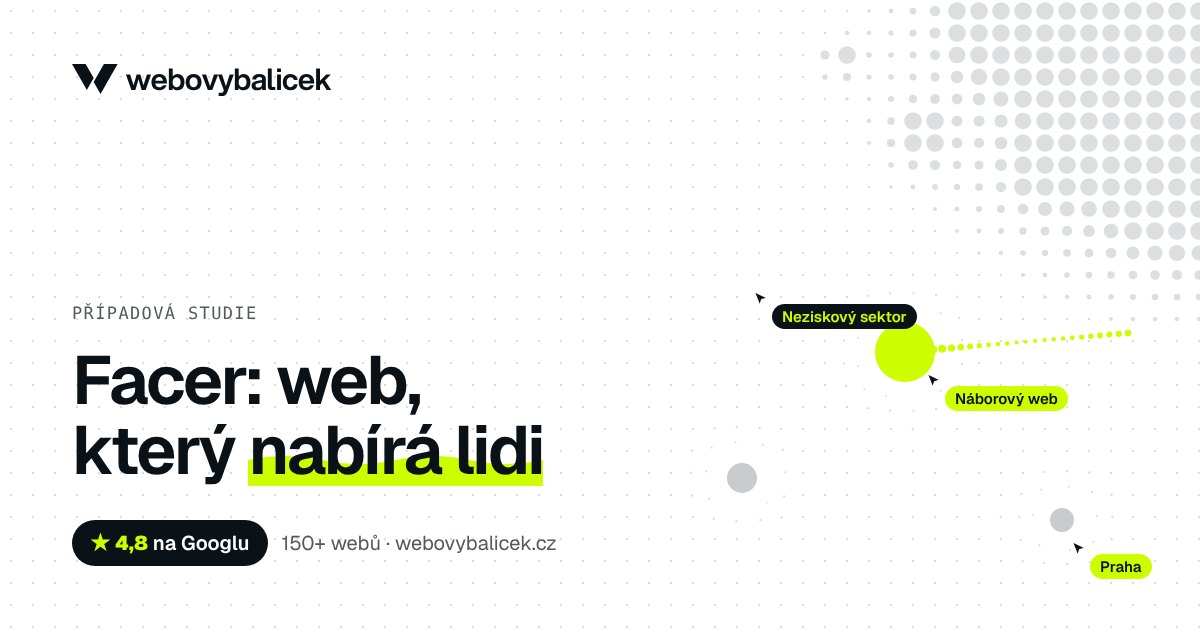 webovybalicek
PŘÍPADOVÁ STUDIE
Facer: web,
který nabírá lidi
★ 4,8 na Googlu
150+ webů · webovybalicek.cz
Neziskový sektor
Náborový web
Praha